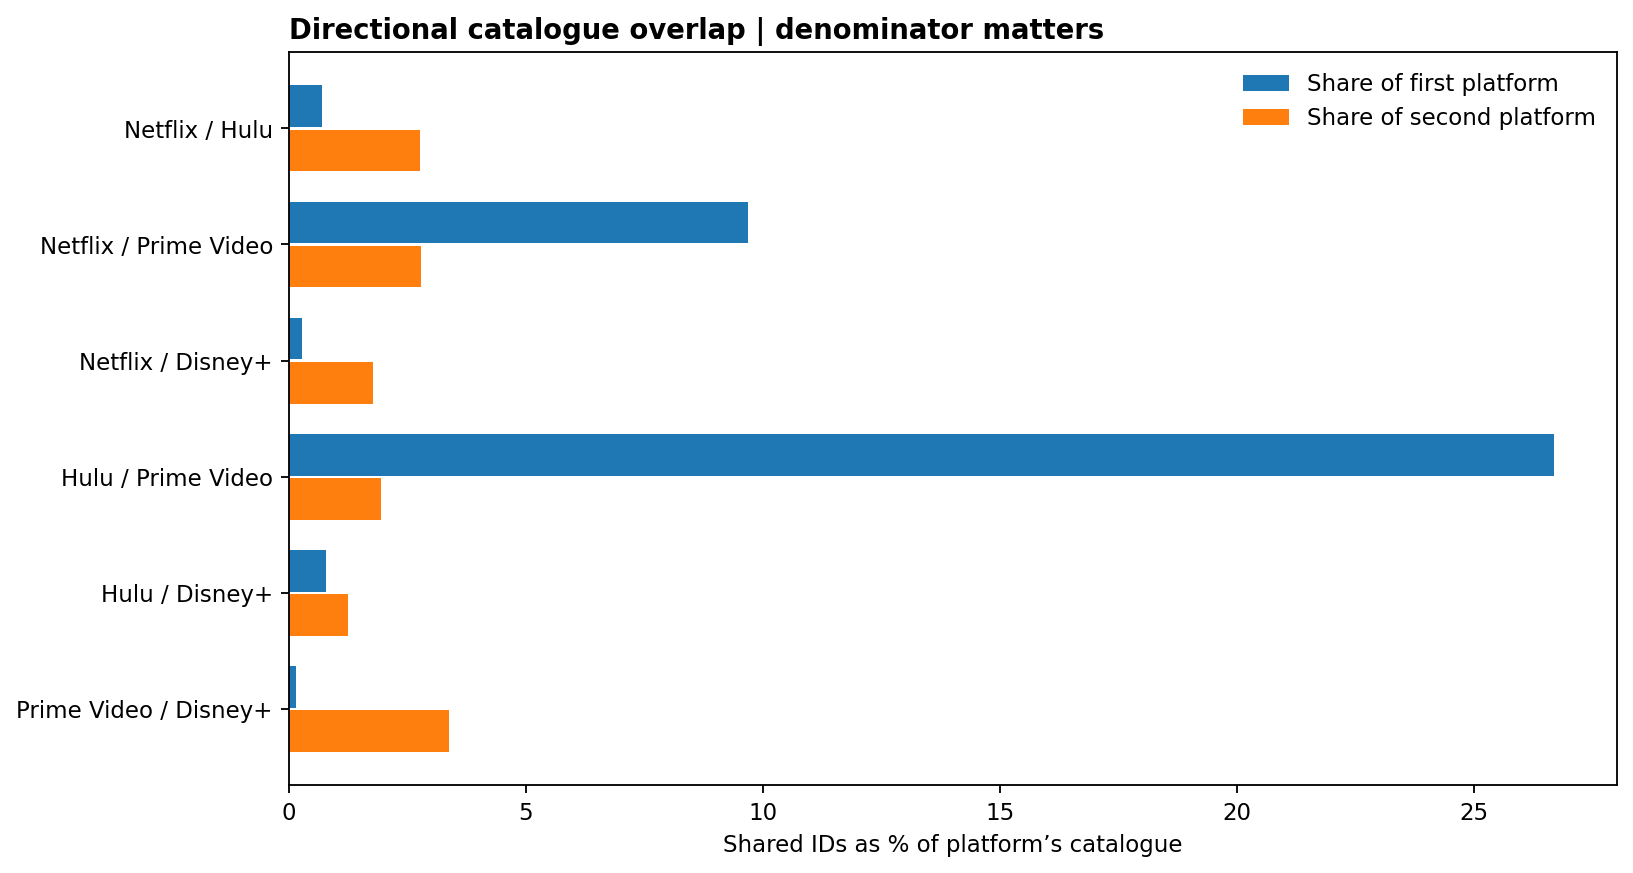 Directional catalogue overlap | denominator matters
Share of first platform
Share of second platform
Netflix / Hulu
Netflix / Prime Video
Netflix / Disney+
Hulu / Prime Video
Hulu / Disney+
Prime Video / Disney+
0 5 10 15 20 25
Shared IDs as % of platform’s catalogue